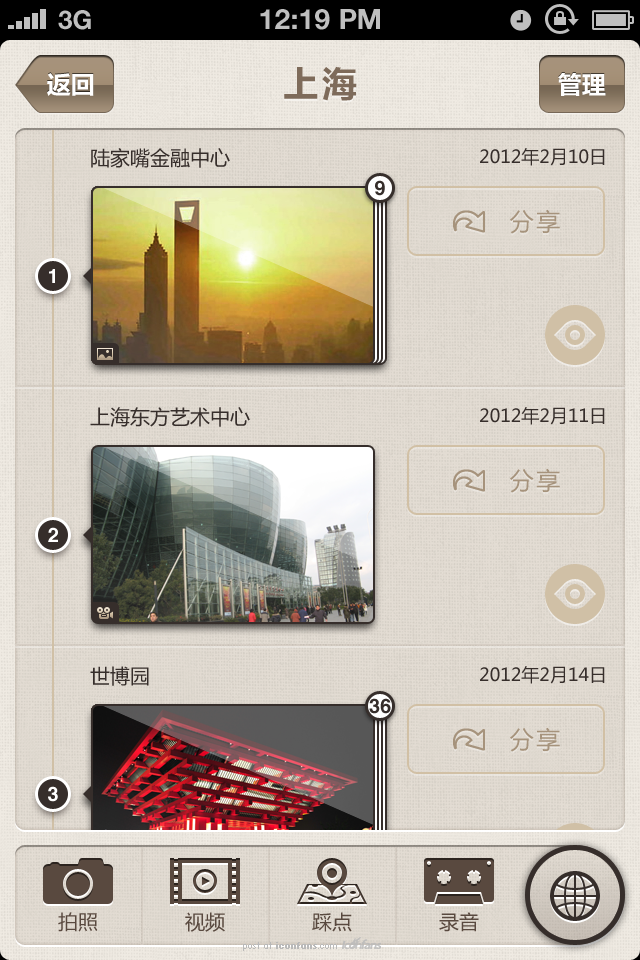 3G 12:19 PM
返回 上海 管理
陆家嘴金融中心 2012年2月10日
9
分享
1
上海东方艺术中心 2012年2月11日
分享
2
世博园 2012年2月14日
36
分享
3
拍照 视频 踩点 录音
post at iconfans.com iconfans